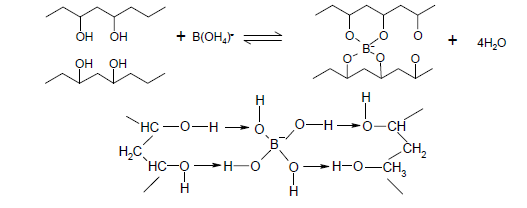 OH OH + B(OH₄)⁻ O O O
B⁻ + 4H₂O
OH OH O O O
H H
HC—O—H O O—H O—CH
H₂C B⁻ CH₂
HC—O H—O O H—O—CH₃
H H